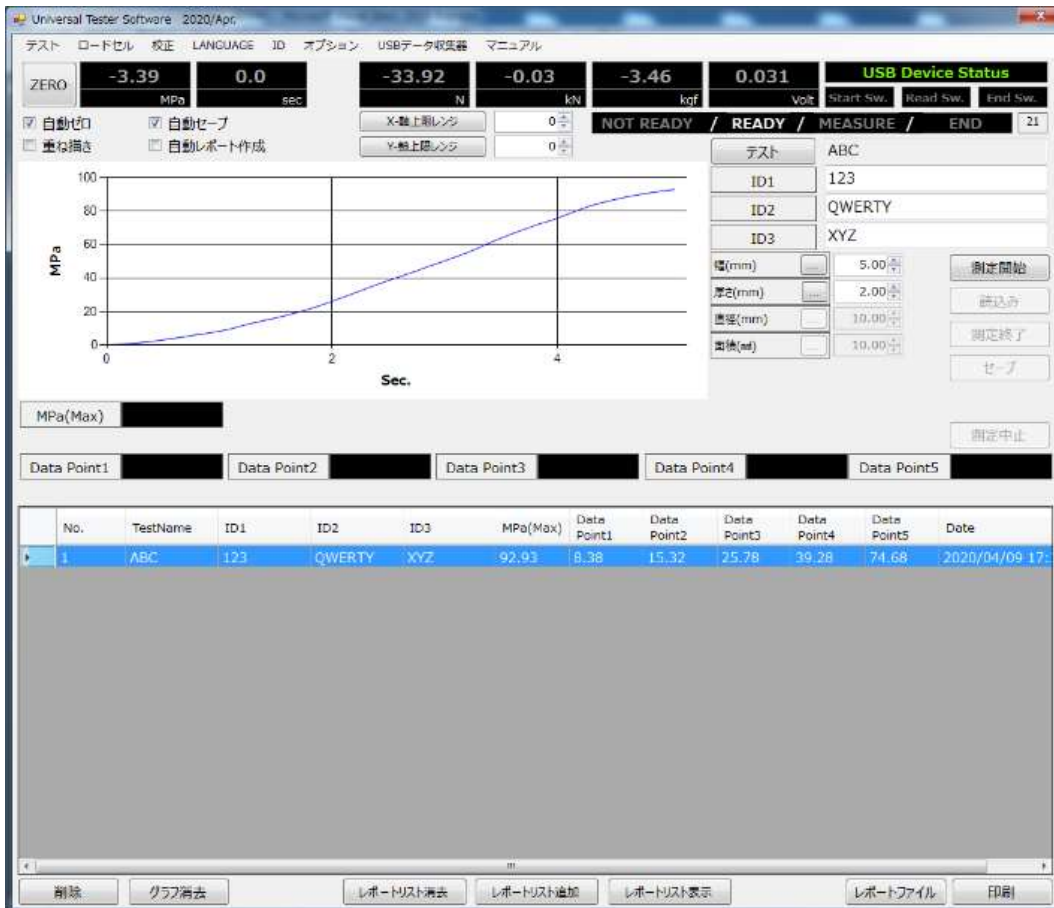 Universal Tester Software 2020/Apr.
テスト ロードセル 校正 LANGUAGE ID オプション USBデータ収集器 マニュアル
ZERO -3.39 MPa 0.0 sec -33.92 N -0.03 kN -3.46 kgf 0.031 Volt
USB Device Status
Start Sw. Read Sw. End Sw.
自動ゼロ 自動セーブ X-軸上限レンジ 0 NOT READY / READY / MEASURE / END 21
重ね描き 自動レポート作成 Y-軸上限レンジ 0
テスト ABC
ID1 123
ID2 QWERTY
ID3 XYZ
幅(mm) ... 5.00 測定開始
厚さ(mm) ... 2.00 読込み
直径(mm) ... 10.00 測定終了
面積(㎟) ... 10.00 セーブ
測定中止
MPa
100
80
60
40
20
0
0 2 4
Sec.
MPa(Max)
Data Point1 Data Point2 Data Point3 Data Point4 Data Point5
No. TestName ID1 ID2 ID3 MPa(Max) Data Point1 Data Point2 Data Point3 Data Point4 Data Point5 Date
1 ABC 123 QWERTY XYZ 92.93 8.38 15.32 25.78 39.28 74.68 2020/04/09 17:
削除 グラフ消去 レポートリスト消去 レポートリスト追加 レポートリスト表示 レポートファイル 印刷